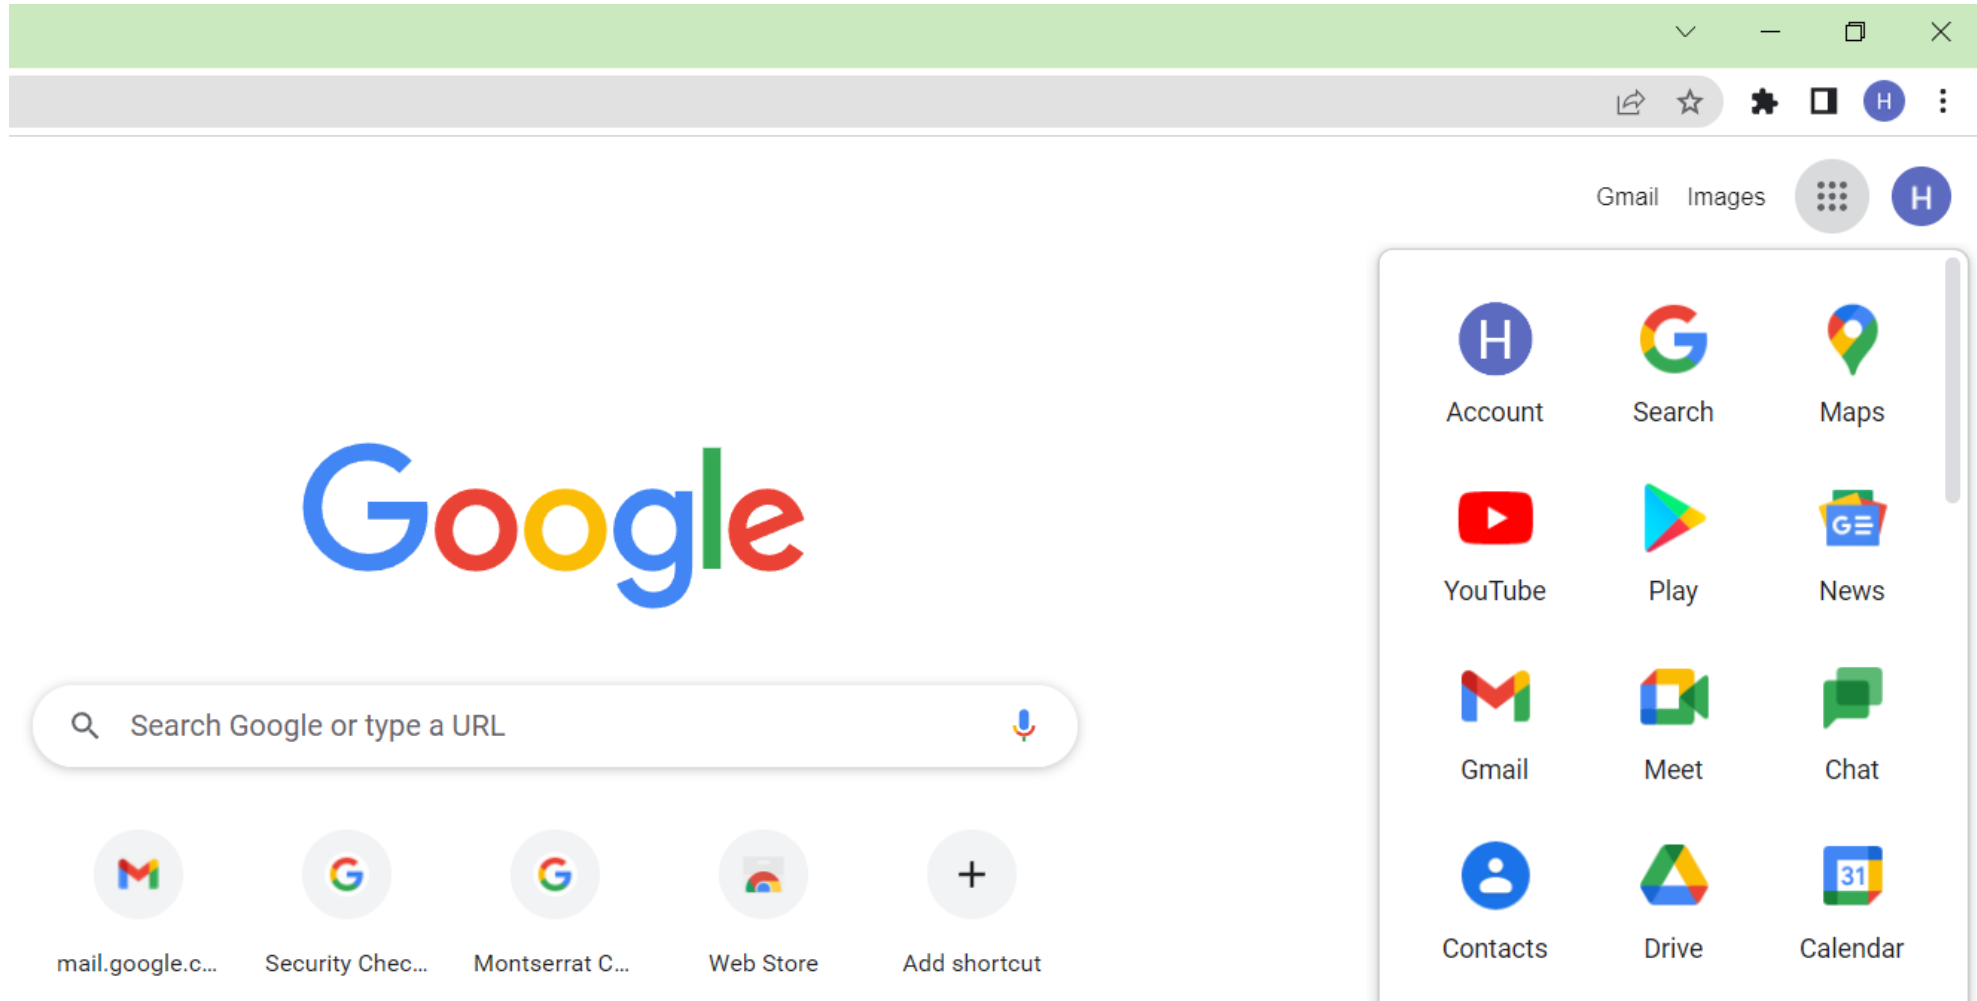 H
Gmail Images H
H
Account Search Maps
Google
GE
YouTube Play News
Search Google or type a URL
Gmail Meet Chat
31
mail.google.c... Security Chec... Montserrat C... Web Store Add shortcut
Contacts Drive Calendar